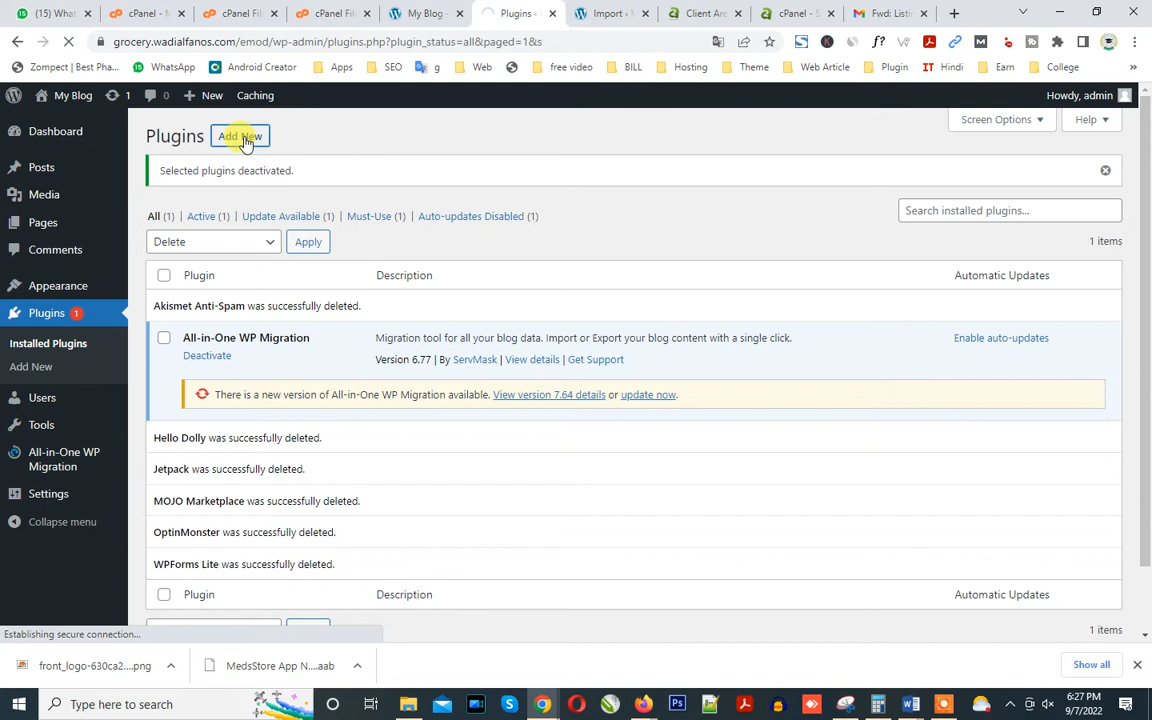 (15) What
cPanel - M
cPanel File
cPanel File
My Blog –
Plugins ‹
Import ‹ M
Client Area
cPanel - S
Fwd: Listi
grocery.wadialfanos.com/emod/wp-admin/plugins.php?plugin_status=all&paged=1&s
Zompect | Best Pha...
WhatsApp
Android Creator
Apps
SEO
g
Web
free video
BILL
Hosting
Theme
Web Article
Plugin
IT Hindi
Earn
College
»
My Blog
1
0
New
Caching
Howdy, admin
Dashboard
Posts
Media
Pages
Comments
Appearance
Plugins 1
Installed Plugins
Add New
Users
Tools
All-in-One WP
Migration
Settings
Collapse menu
Screen Options ▼
Help ▼
Plugins
Add New
Selected plugins deactivated.
All (1) | Active (1) | Update Available (1) | Must-Use (1) | Auto-updates Disabled (1)
Search installed plugins...
Delete
Apply
1 items
Plugin
Description
Automatic Updates
Akismet Anti-Spam was successfully deleted.
All-in-One WP Migration
Migration tool for all your blog data. Import or Export your blog content with a single click.
Enable auto-updates
Deactivate
Version 6.77 | By ServMask | View details | Get Support
There is a new version of All-in-One WP Migration available. View version 7.64 details or update now.
Hello Dolly was successfully deleted.
Jetpack was successfully deleted.
MOJO Marketplace was successfully deleted.
OptinMonster was successfully deleted.
WPForms Lite was successfully deleted.
Plugin
Description
Automatic Updates
1 items
Establishing secure connection...
front_logo-630ca2....png
MedsStore App N....aab
Show all
Type here to search
6:27 PM
9/7/2022